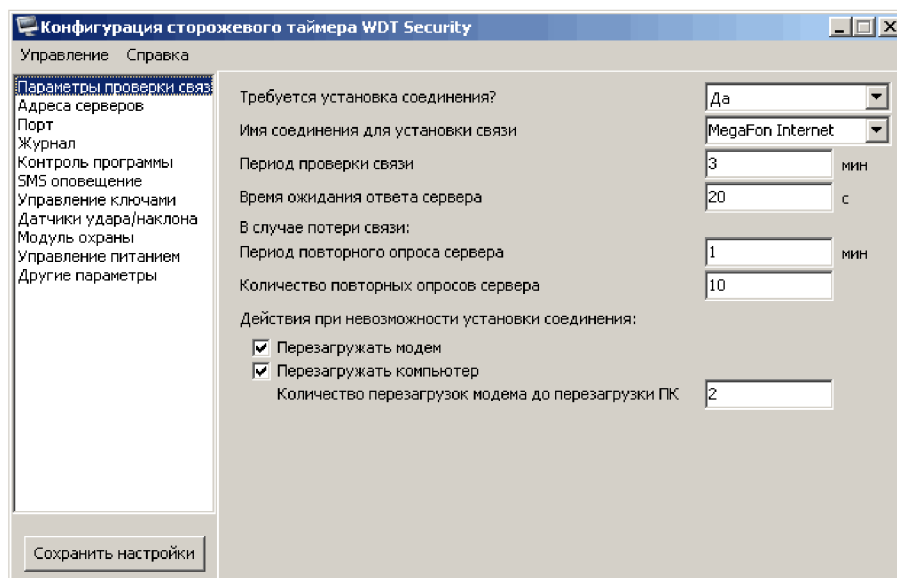 Конфигурация сторожевого таймера WDT Security
Управление Справка
Параметры проверки связ
Адреса серверов
Порт
Журнал
Контроль программы
SMS оповещение
Управление ключами
Датчики удара/наклона
Модуль охраны
Управление питанием
Другие параметры
Сохранить настройки
Требуется установка соединения? Да
Имя соединения для установки связи MegaFon Internet
Период проверки связи 3 мин
Время ожидания ответа сервера 20 с
В случае потери связи:
Период повторного опроса сервера 1 мин
Количество повторных опросов сервера 10
Действия при невозможности установки соединения:
Перезагружать модем
Перезагружать компьютер
Количество перезагрузок модема до перезагрузки ПК 2